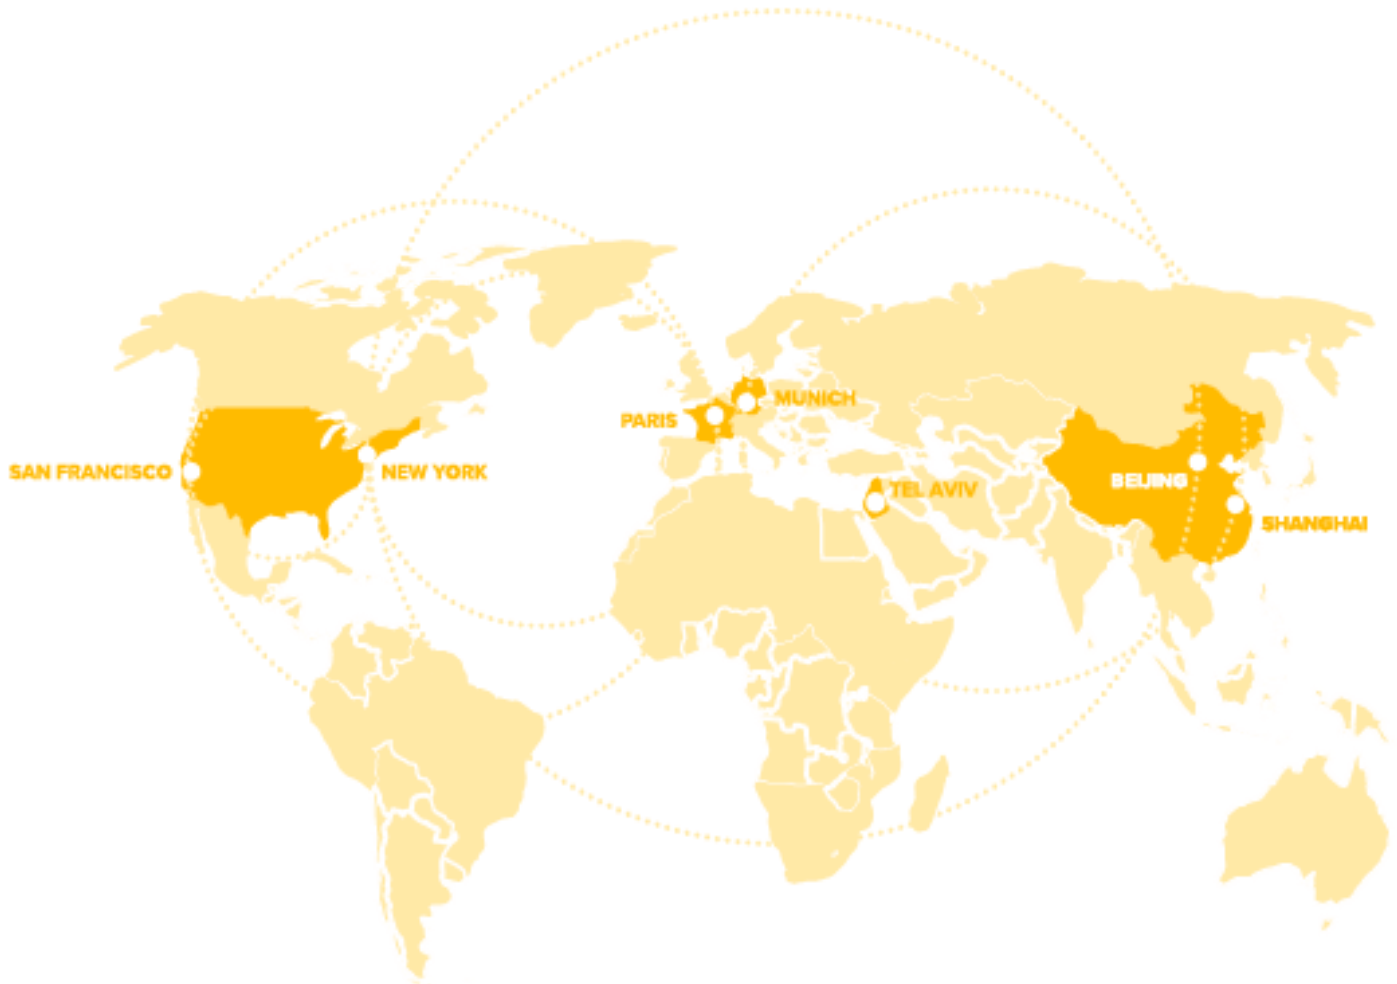 MUNICH
PARIS
SAN FRANCISCO
NEW YORK
BEIJING
TEL AVIV
SHANGHAI